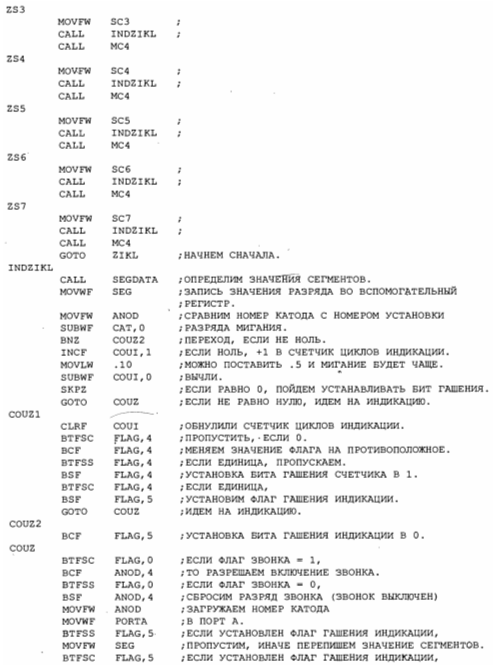 ZS3
MOVFW SC3 ;
CALL INDZIKL ;
CALL MC4
ZS4
MOVFW SC4 ;
CALL INDZIKL ;
CALL MC4
ZS5
MOVFW SC5 ;
CALL INDZIKL ;
CALL MC4
ZS6
MOVFW SC6 ;
CALL INDZIKL ;
CALL MC4
ZS7
MOVFW SC7 ;
CALL INDZIKL ;
CALL MC4
GOTO ZIKL ;НАЧНЕМ СНАЧАЛА.
INDZIKL
CALL SEGDATA ;ОПРЕДЕЛИМ ЗНАЧЕНИЯ СЕГМЕНТОВ.
MOVWF SEG ;ЗАПИСЬ ЗНАЧЕНИЯ РАЗРЯДА ВО ВСПОМОГАТЕЛЬНЫЙ
;РЕГИСТР.
MOVFW ANOD ;СРАВНИМ НОМЕР КАТОДА С НОМЕРОМ УСТАНОВКИ
SUBWF CAT,0 ;РАЗРЯДА МИГАНИЯ.
BNZ COUZ2 ;ПЕРЕХОД, ЕСЛИ НЕ НОЛЬ.
INCF COUI,1 ;ЕСЛИ НОЛЬ, +1 В СЧЕТЧИК ЦИКЛОВ ИНДИКАЦИИ.
MOVLW .10 ;МОЖНО ПОСТАВИТЬ .5 И МИГАНИЕ БУДЕТ ЧАЩЕ.
SUBWF COUI,0 ;ВЫЧЛИ.
SKPZ ;ЕСЛИ РАВНО 0, ПОЙДЕМ УСТАНАВЛИВАТЬ БИТ ГАШЕНИЯ.
GOTO COUZ ;ЕСЛИ НЕ РАВНО НУЛЮ, ИДЕМ НА ИНДИКАЦИЮ.
COUZ1
CLRF COUI ;ОБНУЛИЛИ СЧЕТЧИК ЦИКЛОВ ИНДИКАЦИИ.
BTFSC FLAG,4 ;ПРОПУСТИТЬ, ЕСЛИ 0.
BCF FLAG,4 ;МЕНЯЕМ ЗНАЧЕНИЕ ФЛАГА НА ПРОТИВОПОЛОЖНОЕ.
BTFSS FLAG,4 ;ЕСЛИ ЕДИНИЦА, ПРОПУСКАЕМ.
BSF FLAG,4 ;УСТАНОВКА БИТА ГАШЕНИЯ СЧЕТЧИКА В 1.
BTFSC FLAG,4 ;ЕСЛИ ЕДИНИЦА,
BSF FLAG,5 ;УСТАНОВИМ ФЛАГ ГАШЕНИЯ ИНДИКАЦИИ.
GOTO COUZ ;ИДЕМ НА ИНДИКАЦИЮ.
COUZ2
BCF FLAG,5 ;УСТАНОВКА БИТА ГАШЕНИЯ ИНДИКАЦИИ В 0.
COUZ
BTFSC FLAG,0 ;ЕСЛИ ФЛАГ ЗВОНКА = 1,
BCF ANOD,4 ;ТО РАЗРЕШАЕМ ВКЛЮЧЕНИЕ ЗВОНКА.
BTFSS FLAG,0 ;ЕСЛИ ФЛАГ ЗВОНКА = 0,
BSF ANOD,4 ;СБРОСИМ РАЗРЯД ЗВОНКА (ЗВОНОК ВЫКЛЮЧЕН)
MOVFW ANOD ;ЗАГРУЖАЕМ НОМЕР КАТОДА
MOVWF PORTA ;В ПОРТ А.
BTFSS FLAG,5 ;ЕСЛИ УСТАНОВЛЕН ФЛАГ ГАШЕНИЯ ИНДИКАЦИИ,
MOVFW SEG ;ПРОПУСТИМ, ИНАЧЕ ПЕРЕПИШЕМ ЗНАЧЕНИЕ СЕГМЕНТОВ.
BTFSC FLAG,5 ;ЕСЛИ УСТАНОВЛЕН ФЛАГ ГАШЕНИЯ ИНДИКАЦИИ,